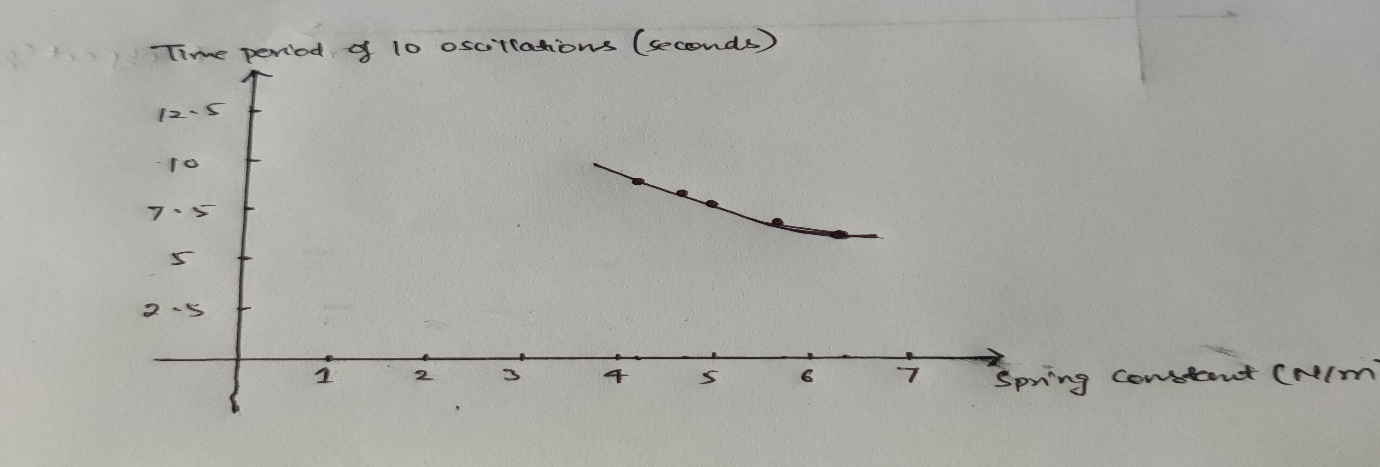 Time period of 10 oscillations (seconds)
12.5
10
7.5
5
2.5
1 2 3 4 5 6 7
Spring constant (N/m